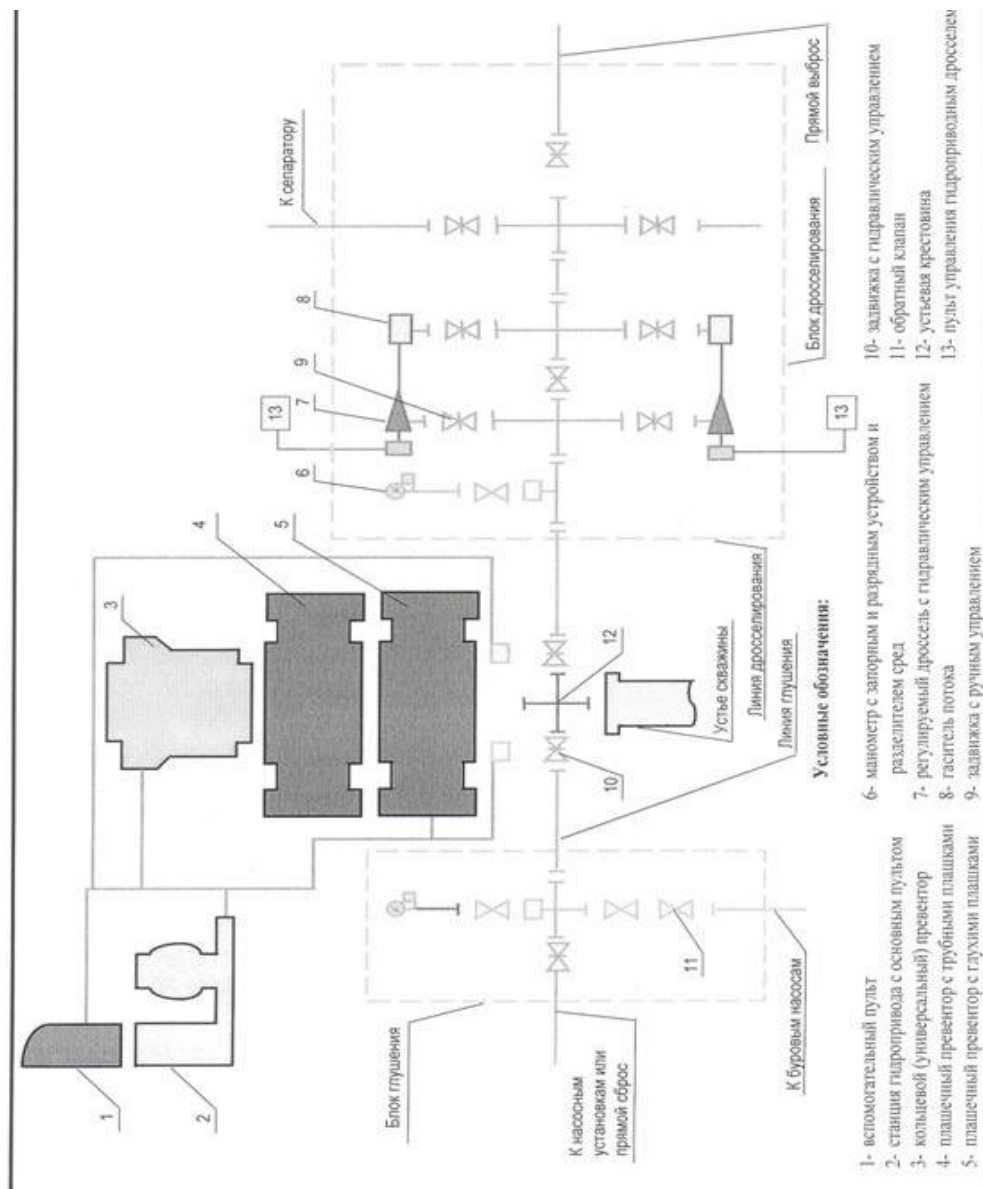 1
2
3
4
5
6
7
8
9
10
11
12
13
13
К сепаратору
Прямой выброс
Блок дросселирования
Линия дросселирования
Линия глушения
Устье скважины
Блок глушения
К насосным
установкам или
прямой сброс
К буровым насосам
Условные обозначения:
1- вспомогательный пульт
2- станция гидропривода с основным пультом
3- кольцевой (универсальный) превентор
4- плашечный превентор с трубными плашками
5- плашечный превентор с глухими плашками
6- манометр с запорным и разрядным устройством и
разделителем сред
7- регулируемый дроссель с гидравлическим управлением
8- гаситель потока
9- задвижка с ручным управлением
10- задвижка с гидравлическим управлением
11- обратный клапан
12- устьевая крестовина
13- пульт управления гидроприводным дросселем